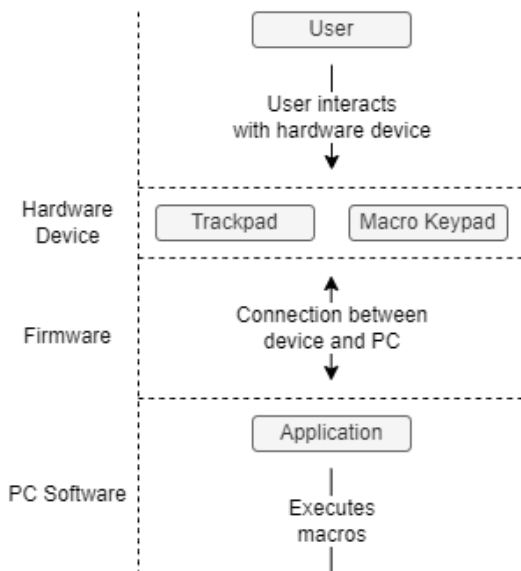 User
User interacts
with hardware device
Hardware
Device
Trackpad
Macro Keypad
Firmware
Connection between
device and PC
Application
PC Software
Executes
macros